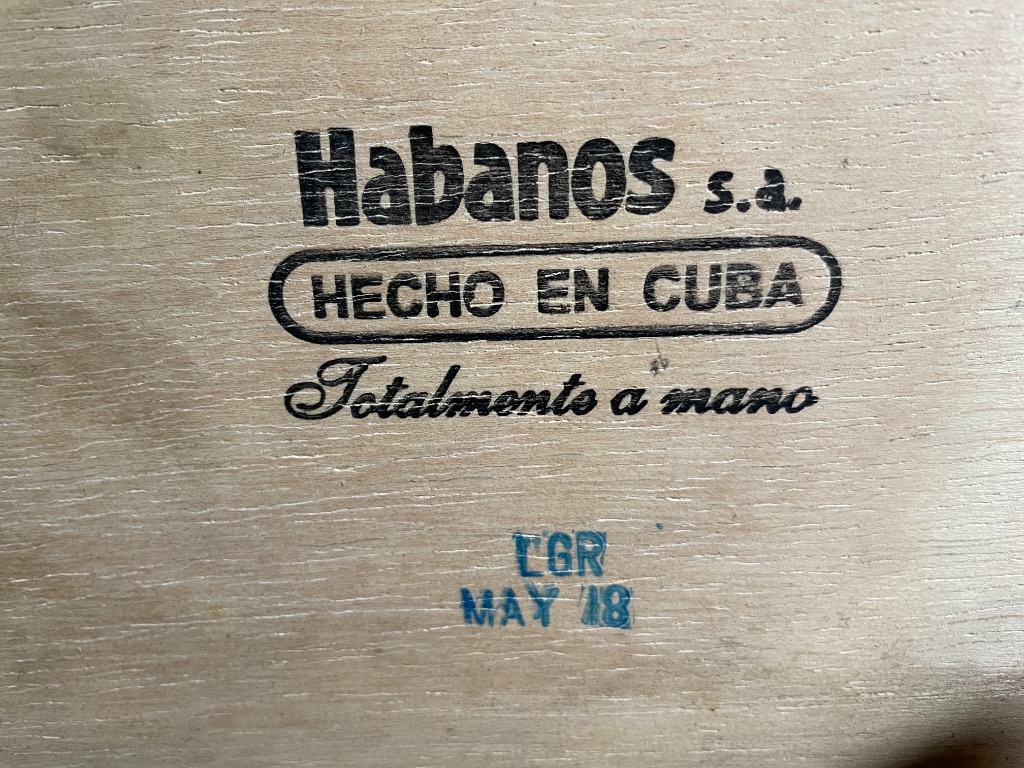 Habanos s.a.
HECHO EN CUBA
Totalmente a mano
LGR
MAY 18